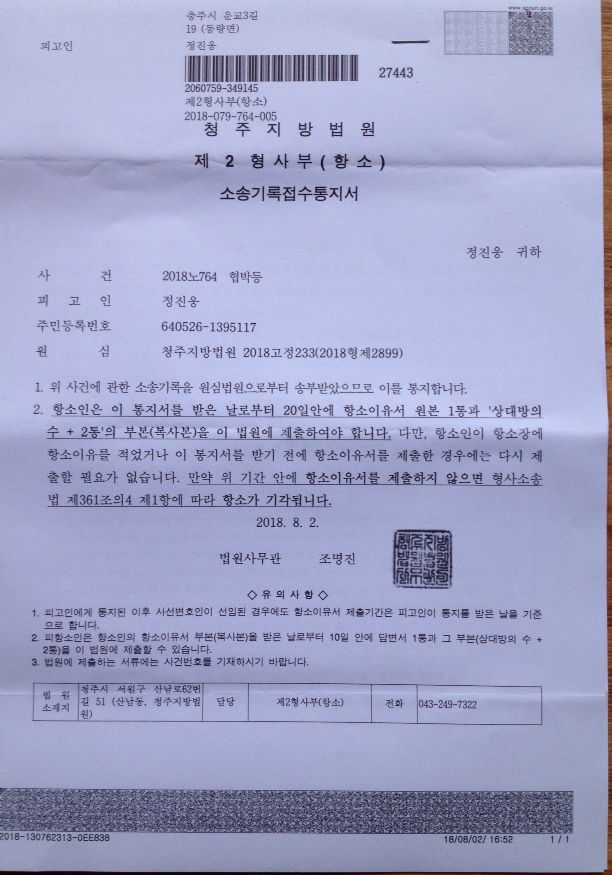 충주시 운교3길
19 (동량면)
피고인 정진웅
27443
2060759-349145
제2형사부(항소)
2018-079-764-005
청 주 지 방 법 원
제 2 형 사 부 ( 항 소 )
소송기록접수통지서
정진웅 귀하
사 건 2018노764 협박등
피 고 인 정진웅
주민등록번호 640526-1395117
원 심 청주지방법원 2018고정233(2018형제2899)
1. 위 사건에 관한 소송기록을 원심법원으로부터 송부받았으므로 이를 통지합니다.
2. 항소인은 이 통지서를 받은 날로부터 20일안에 항소이유서 원본 1통과 '상대방의
수 + 2통'의 부본(복사본)을 이 법원에 제출하여야 합니다. 다만, 항소인이 항소장에
항소이유를 적었거나 이 통지서를 받기 전에 항소이유서를 제출한 경우에는 다시 제
출할 필요가 없습니다. 만약 위 기간 안에 항소이유서를 제출하지 않으면 형사소송
법 제361조의4 제1항에 따라 항소가 기각됩니다.
2018. 8. 2.
법원사무관 조명진
◇ 유 의 사 항 ◇
1. 피고인에게 통지된 이후 사선변호인이 선임된 경우에도 항소이유서 제출기간은 피고인이 통지를 받은 날을 기준
으로 합니다.
2. 피항소인은 항소인의 항소이유서 부본(복사본)을 받은 날로부터 10일 안에 답변서 1통과 그 부본(상대방의 수 +
2통)을 이 법원에 제출할 수 있습니다.
3. 법원에 제출하는 서류에는 사건번호를 기재하시기 바랍니다.
법 원
소재지
청주시 서원구 산남로62번
길 51 (산남동, 청주지방법
원)
담당
제2형사부(항소)
전화
043-249-7322
2018-130762313-0EE838
18/08/02/ 16:52
1 / 1